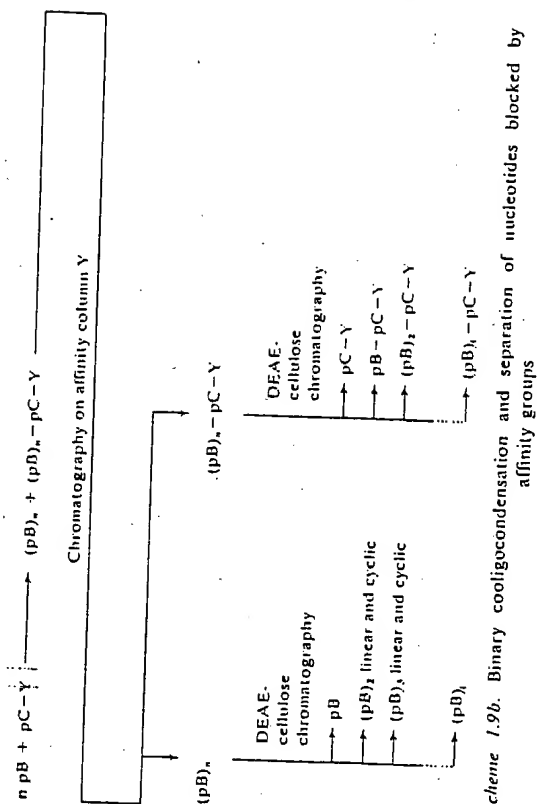 n pB + pC–Y ⟶ (pB)ₙ + (pB)ₙ–pC–Y
Chromatography on affinity column Y
(pB)ₙ
DEAE-
cellulose
chromatography
pB
(pB)₂ linear and cyclic
(pB)₃ linear and cyclic
(pB)ᵢ
(pB)ₙ–pC–Y
DEAE-
cellulose
chromatography
pC–Y
pB–pC–Y
(pB)₂–pC–Y
(pB)ᵢ–pC–Y
cheme 1.9b. Binary cooligocondensation and separation of nucleotides blocked by
affinity groups